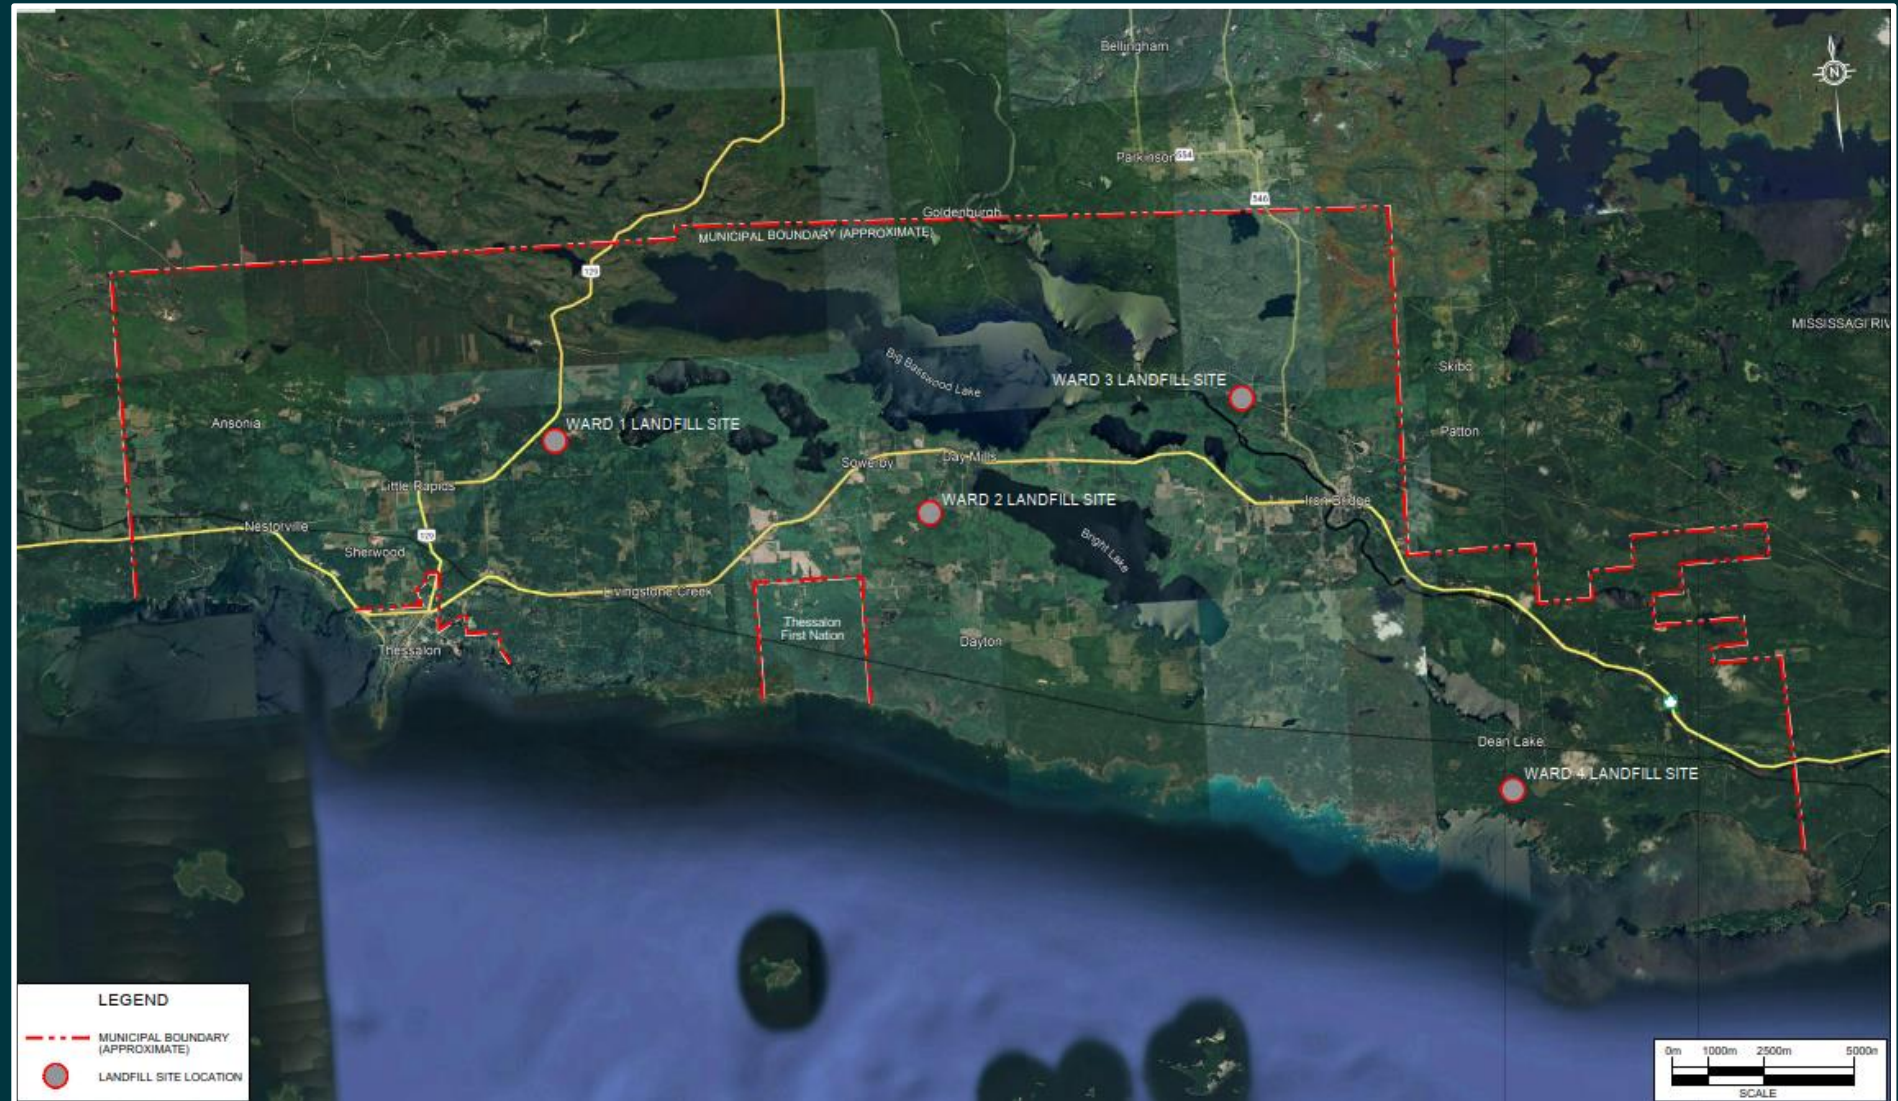 Bellingham
N
Parkinson
554
546
Goldenburgh
MUNICIPAL BOUNDARY (APPROXIMATE)
129
MISSISSAGI RIV
Big Basswood Lake
Skibo
WARD 3 LANDFILL SITE
Ansonia
WARD 1 LANDFILL SITE
Patton
Sowerby
Day Mills
Little Rapids
WARD 2 LANDFILL SITE
Iron Bridge
Nestorville
129
Sherwood
Bright Lake
Livingstone Creek
Thessalon
First Nation
Dayton
Thessalon
Dean Lake
WARD 4 LANDFILL SITE
LEGEND
MUNICIPAL BOUNDARY
(APPROXIMATE)
LANDFILL SITE LOCATION
0m 1000m 2500m 5000m
SCALE